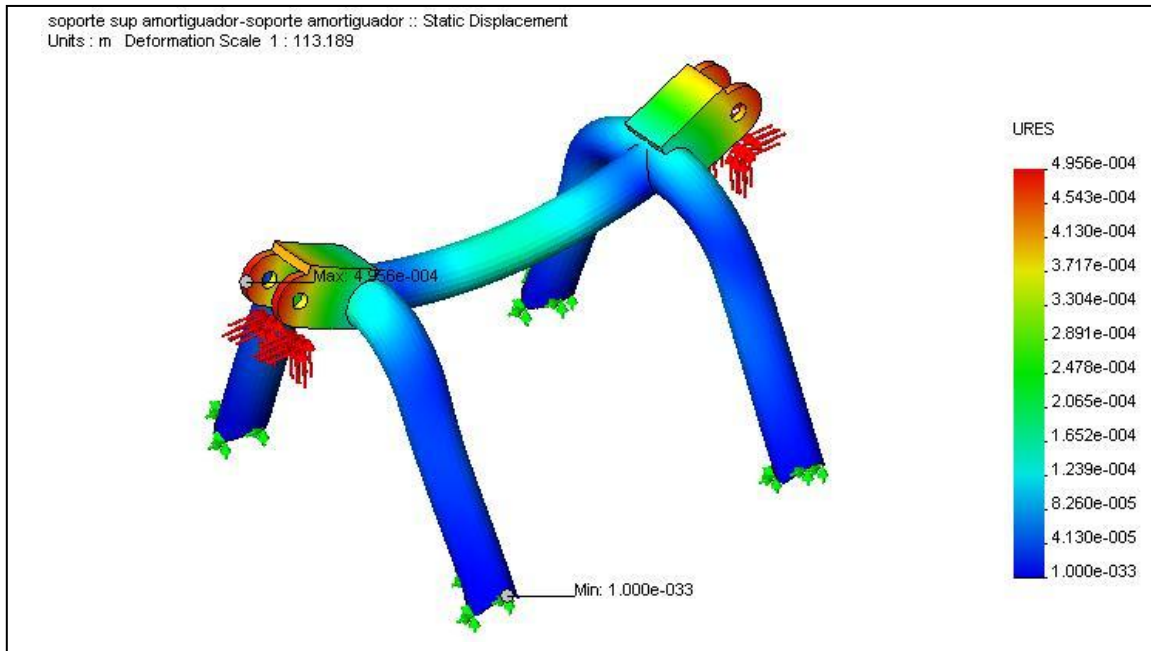 soporte sup amortiguador-soporte amortiguador :: Static Displacement
Units : m   Deformation Scale  1 : 113.189
URES
4.956e-004
4.543e-004
4.130e-004
3.717e-004
3.304e-004
2.891e-004
2.478e-004
2.065e-004
1.652e-004
1.239e-004
8.260e-005
4.130e-005
1.000e-033
Max: 4.956e-004
Min: 1.000e-033